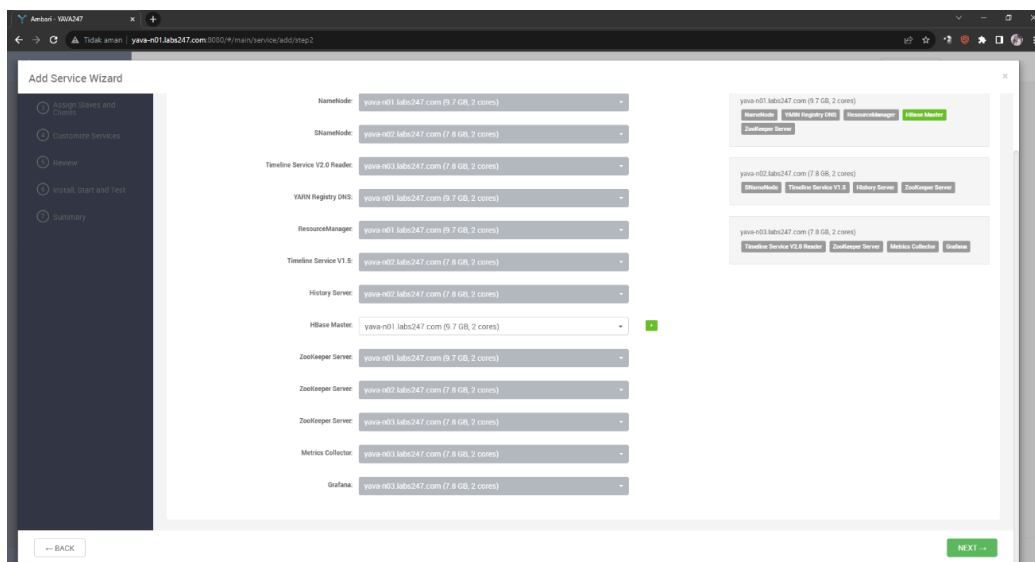 Ambari - YAVA247
Tidak aman | yava-n01.labs247.com:8080/#/main/service/add/step2
Add Service Wizard
3 Assign Slaves and Clients
4 Customize Services
5 Review
6 Install, Start and Test
7 Summary
NameNode: yava-n01.labs247.com (9.7 GB, 2 cores)
SNameNode: yava-n02.labs247.com (7.8 GB, 2 cores)
Timeline Service V2.0 Reader: yava-n03.labs247.com (7.8 GB, 2 cores)
YARN Registry DNS: yava-n01.labs247.com (9.7 GB, 2 cores)
ResourceManager: yava-n01.labs247.com (9.7 GB, 2 cores)
Timeline Service V1.5: yava-n02.labs247.com (7.8 GB, 2 cores)
History Server: yava-n02.labs247.com (7.8 GB, 2 cores)
HBase Master: yava-n01.labs247.com (9.7 GB, 2 cores)
ZooKeeper Server: yava-n01.labs247.com (9.7 GB, 2 cores)
ZooKeeper Server: yava-n02.labs247.com (7.8 GB, 2 cores)
ZooKeeper Server: yava-n03.labs247.com (7.8 GB, 2 cores)
Metrics Collector: yava-n03.labs247.com (7.8 GB, 2 cores)
Grafana: yava-n03.labs247.com (7.8 GB, 2 cores)
yava-n01.labs247.com (9.7 GB, 2 cores)
NameNode YARN Registry DNS ResourceManager HBase Master
ZooKeeper Server
yava-n02.labs247.com (7.8 GB, 2 cores)
SNameNode Timeline Service V1.5 History Server ZooKeeper Server
yava-n03.labs247.com (7.8 GB, 2 cores)
Timeline Service V2.0 Reader ZooKeeper Server Metrics Collector Grafana
← BACK
NEXT →